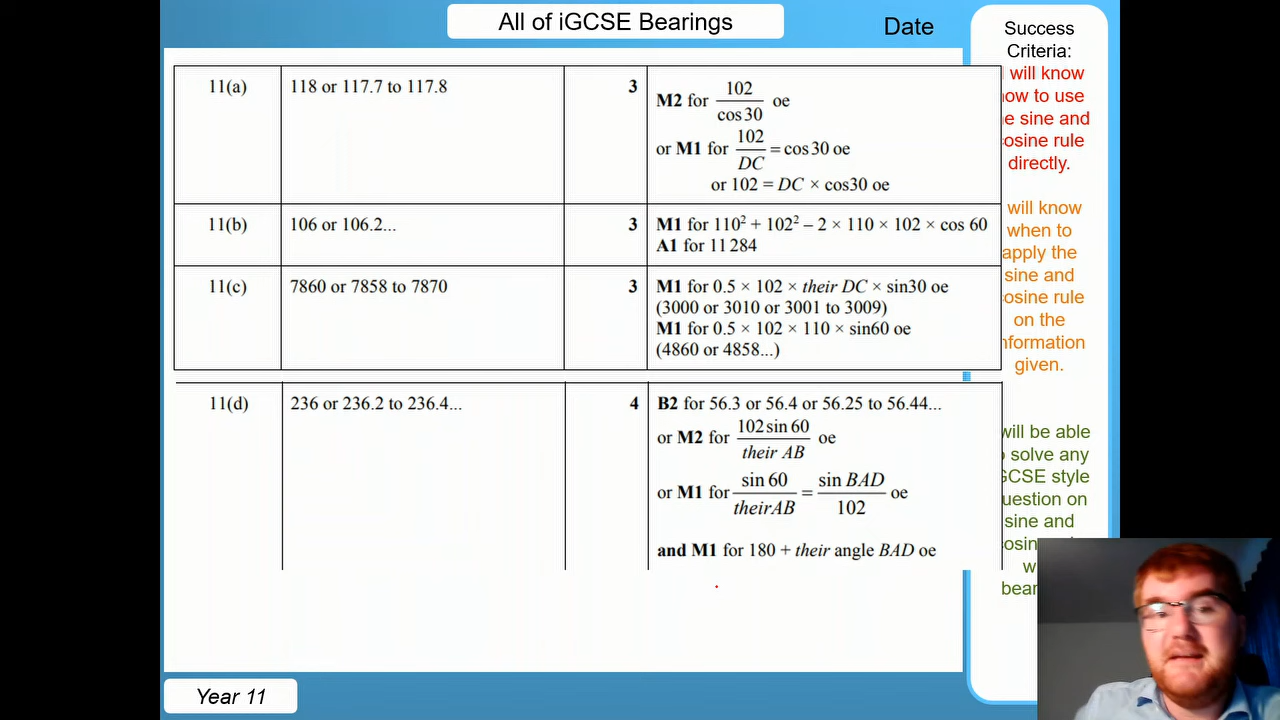 All of iGCSE Bearings
Date
11(a)
118 or 117.7 to 117.8
3
M2 for 102/cos 30 oe
or M1 for 102/DC = cos 30 oe
or 102 = DC × cos30 oe
11(b)
106 or 106.2...
3
M1 for 110² + 102² – 2 × 110 × 102 × cos 60
A1 for 11 284
11(c)
7860 or 7858 to 7870
3
M1 for 0.5 × 102 × their DC × sin30 oe
(3000 or 3010 or 3001 to 3009)
M1 for 0.5 × 102 × 110 × sin60 oe
(4860 or 4858...)
11(d)
236 or 236.2 to 236.4...
4
B2 for 56.3 or 56.4 or 56.25 to 56.44...
or M2 for 102 sin 60/their AB oe
or M1 for sin 60/their AB = sin BAD/102 oe
and M1 for 180 + their angle BAD oe
Success
Criteria:
will know
ow to use
e sine and
osine rule
directly.
will know
when to
apply the
sine and
osine rule
on the
nformation
given.
will be able
solve any
GCSE style
uestion on
sine and
osin
w
bear
Year 11